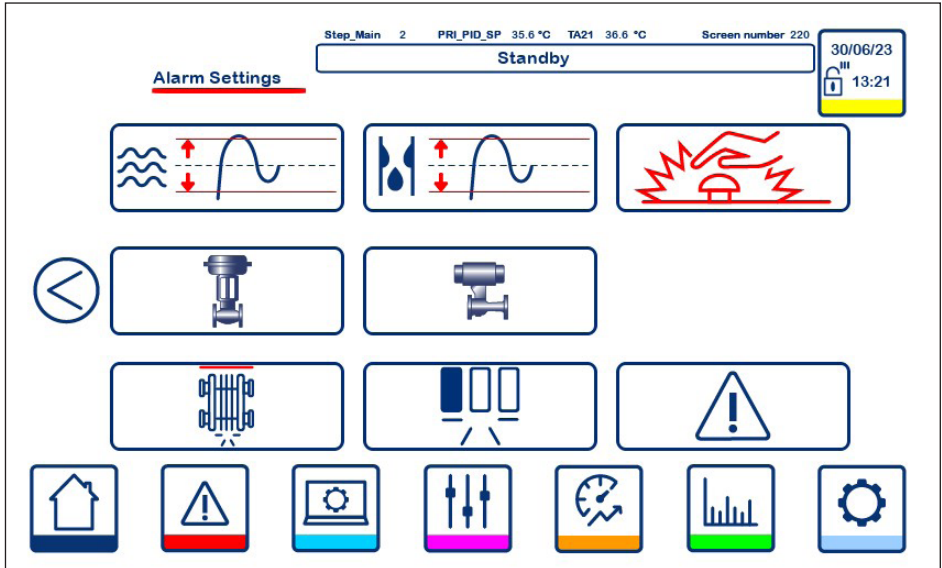 Step_Main 2 PRI_PID_SP 35.6 °C TA21 36.6 °C Screen number 220
Standby
30/06/23
13:21
Alarm Settings